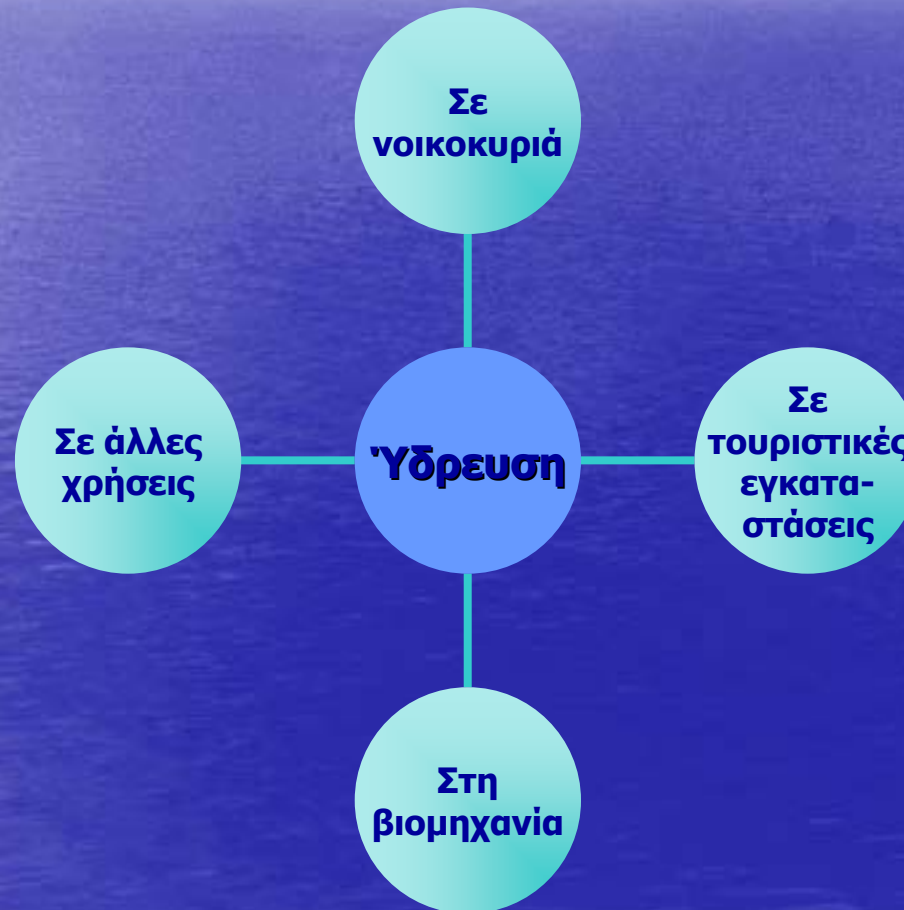 Σε
νοικοκυριά
Σε άλλες
χρήσεις
Ύδρευση
Σε
τουριστικές
εγκατα-
στάσεις
Στη
βιομηχανία